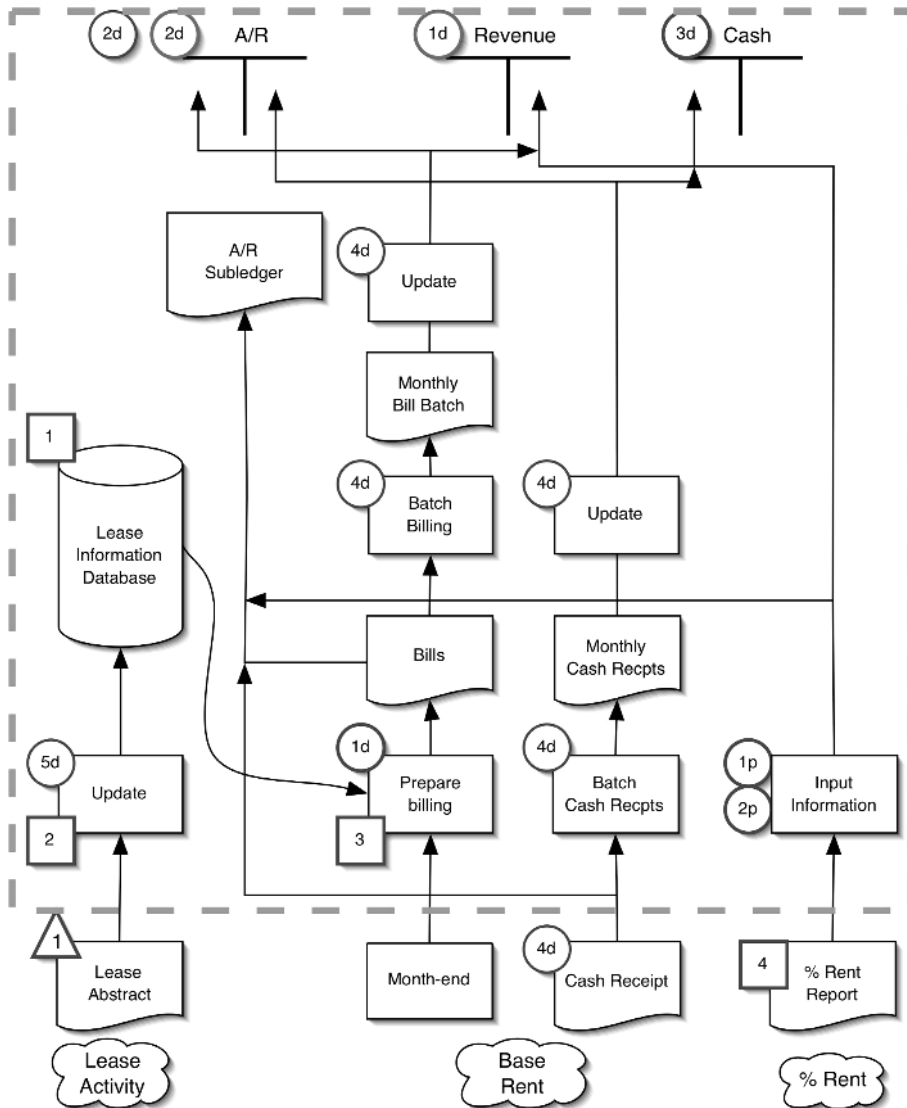 2d
2d
A/R
1d
Revenue
3d
Cash
A/R
Subledger
4d
Update
Monthly
Bill Batch
1
Lease
Information
Database
4d
Batch
Billing
4d
Update
Bills
Monthly
Cash Recpts
5d
Update
2
1d
Prepare
billing
3
4d
Batch
Cash Recpts
1p
2p
Input
Information
1
Lease
Abstract
Month-end
4d
Cash Receipt
4
% Rent
Report
Lease
Activity
Base
Rent
% Rent